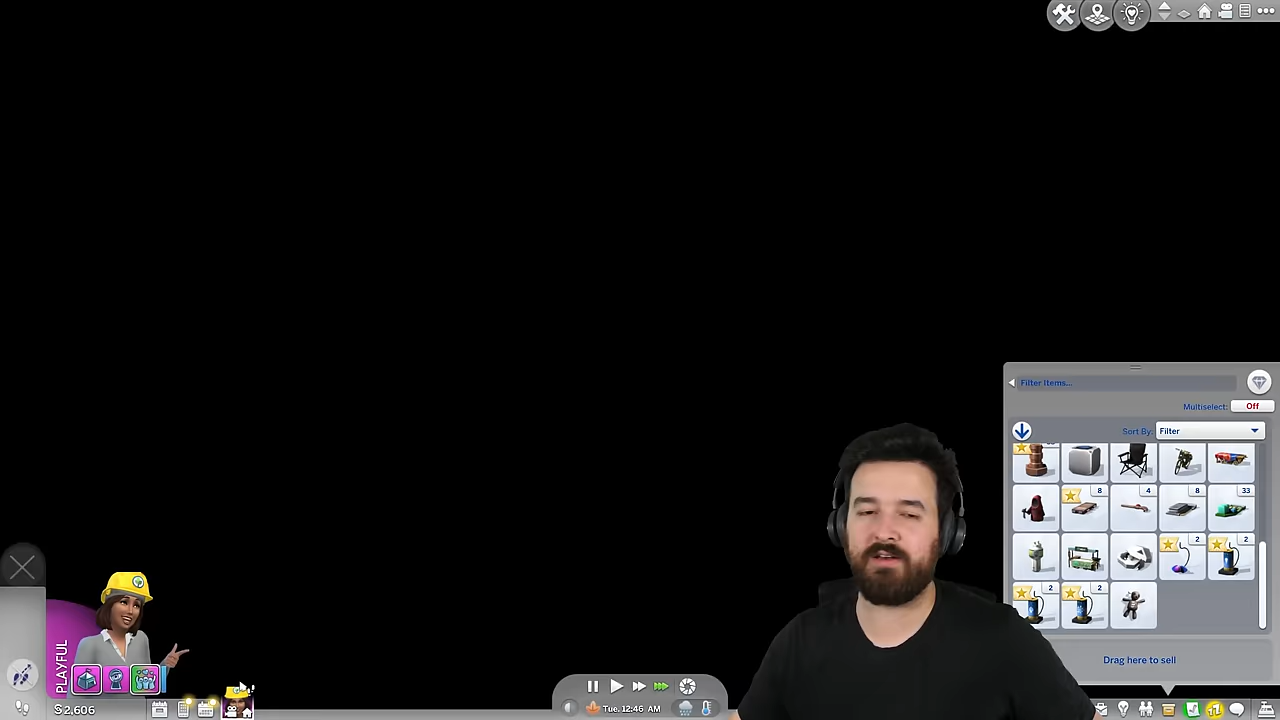 Filter Items...
Multiselect: Off
Sort By: Filter
8
4
8
33
2
2
2
2
Drag here to sell
PLAYFUL
§2,606
Tue. 12:46 AM